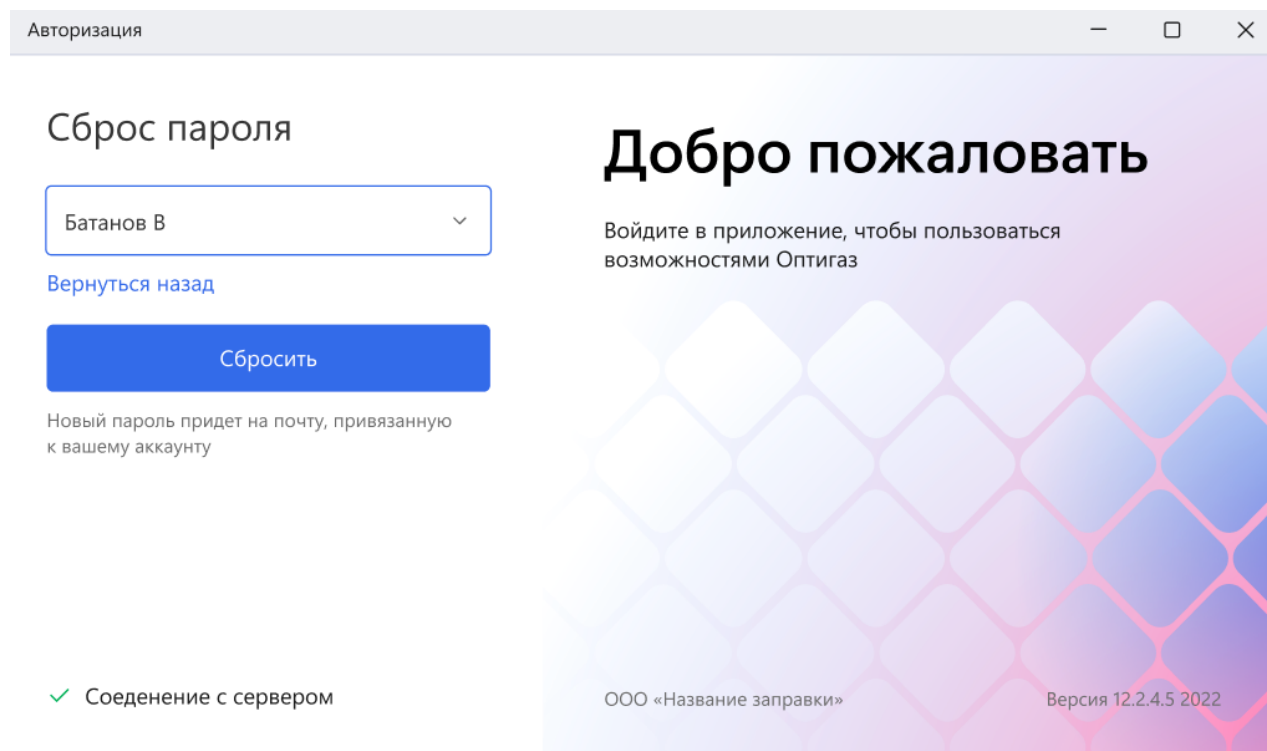 Авторизация
Сброс пароля
Батанов В
Вернуться назад
Сбросить
Новый пароль придет на почту, привязанную
к вашему аккаунту
Соеденение с сервером
Добро пожаловать
Войдите в приложение, чтобы пользоваться
возможностями Оптигаз
ООО «Название заправки»
Версия 12.2.4.5 2022